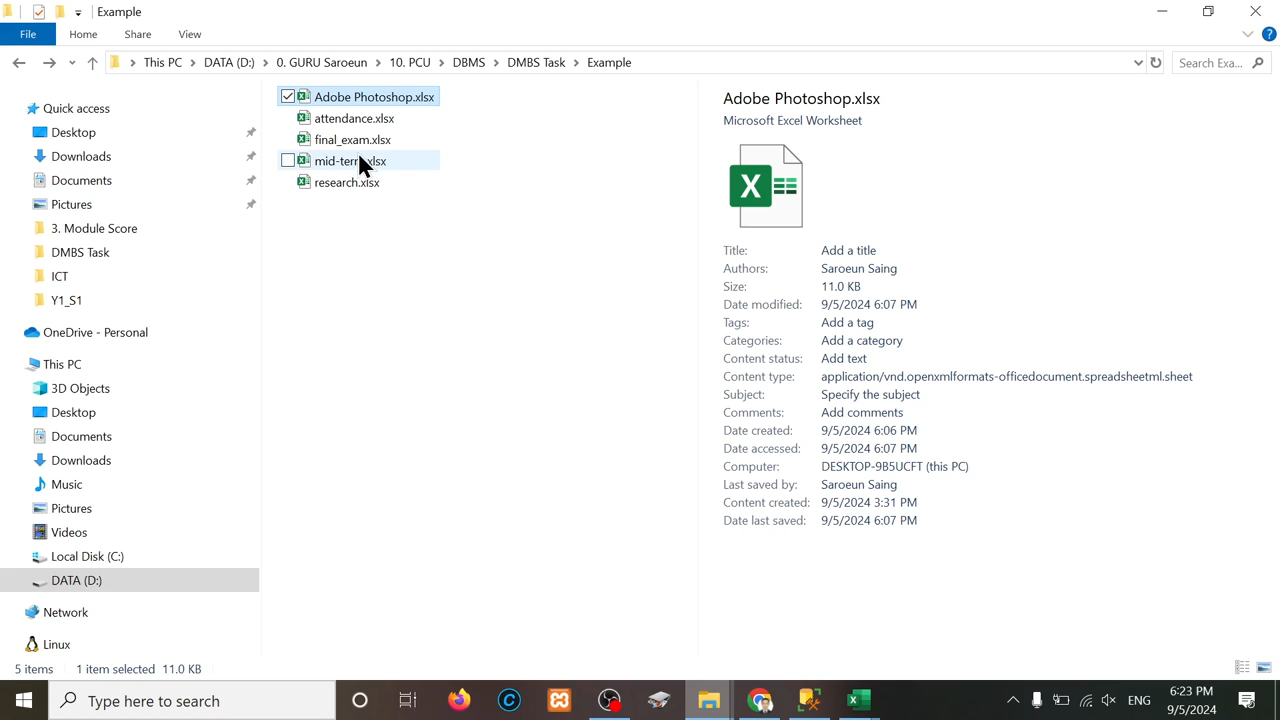 Example
File Home Share View
This PC DATA (D:) 0. GURU Saroeun 10. PCU DBMS DMBS Task Example Search Exa...
Quick access
Desktop
Downloads
Documents
Pictures
3. Module Score
DMBS Task
ICT
Y1_S1
OneDrive - Personal
This PC
3D Objects
Desktop
Documents
Downloads
Music
Pictures
Videos
Local Disk (C:)
DATA (D:)
Network
Linux
Adobe Photoshop.xlsx
attendance.xlsx
final_exam.xlsx
mid-term.xlsx
research.xlsx
Adobe Photoshop.xlsx
Microsoft Excel Worksheet
Title: Add a title
Authors: Saroeun Saing
Size: 11.0 KB
Date modified: 9/5/2024 6:07 PM
Tags: Add a tag
Categories: Add a category
Content status: Add text
Content type: application/vnd.openxmlformats-officedocument.spreadsheetml.sheet
Subject: Specify the subject
Comments: Add comments
Date created: 9/5/2024 6:06 PM
Date accessed: 9/5/2024 6:07 PM
Computer: DESKTOP-9B5UCFT (this PC)
Last saved by: Saroeun Saing
Content created: 9/5/2024 3:31 PM
Date last saved: 9/5/2024 6:07 PM
5 items 1 item selected 11.0 KB
Type here to search ENG 6:23 PM
9/5/2024